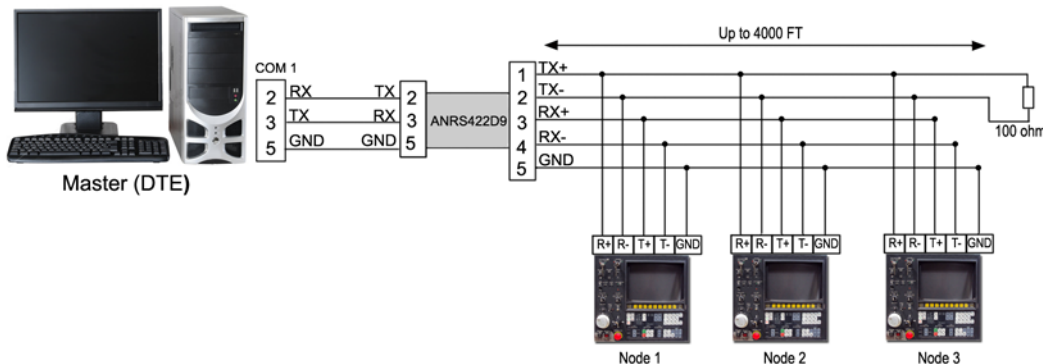 Up to 4000 FT
COM 1
2 RX TX 2
3 TX RX 3
5 GND GND 5
ANRS422D9
1 TX+
2 TX-
3 RX+
4 RX-
5 GND
100 ohm
Master (DTE)
R+ R- T+ T- GND
R+ R- T+ T- GND
R+ R- T+ T- GND
Node 1
Node 2
Node 3